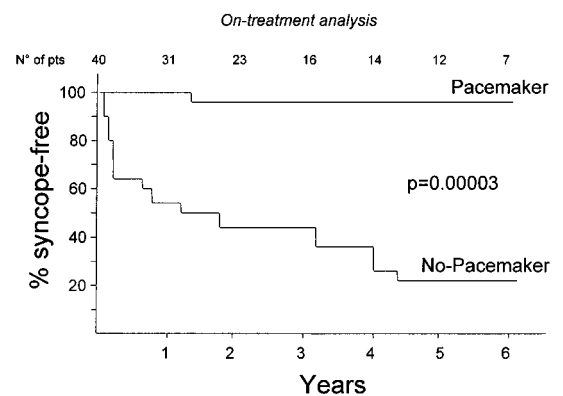 On-treatment analysis
N° of pts 40 31 23 16 14 12 7
Pacemaker
100
80
p=0.00003
60
40
No-Pacemaker
20
% syncope-free
1 2 3 4 5 6
Years